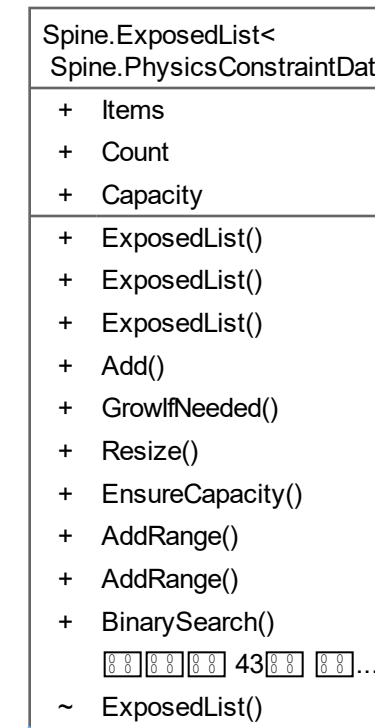 Spine.ExposedList<
Spine.PhysicsConstraintDat
+ Items
+ Count
+ Capacity
+ ExposedList()
+ ExposedList()
+ ExposedList()
+ Add()
+ GrowIfNeeded()
+ Resize()
+ EnsureCapacity()
+ AddRange()
+ AddRange()
+ BinarySearch()
43 ...
~ ExposedList()